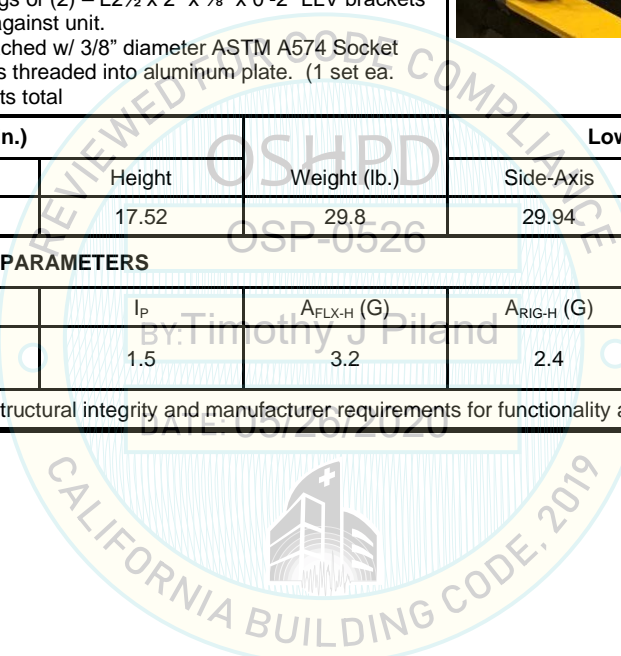 gs of (2) – L2½ x 2" x ⅜" x 0'-2" LLV brackets
against unit.
ched w/ 3/8” diameter ASTM A574 Socket
s threaded into aluminum plate. (1 set ea.
ts total
n.) Low
Height Weight (lb.) Side-Axis
17.52 29.8 29.94
PARAMETERS
IP AFLX-H (G) ARIG-H (G)
1.5 3.2 2.4
tructural integrity and manufacturer requirements for functionality a
REVIEWED FOR CODE COMPLIANCE
OSHPD
OSP-0526
BY: Timothy J Piland
DATE: 05/26/2020
CALIFORNIA BUILDING CODE, 2019